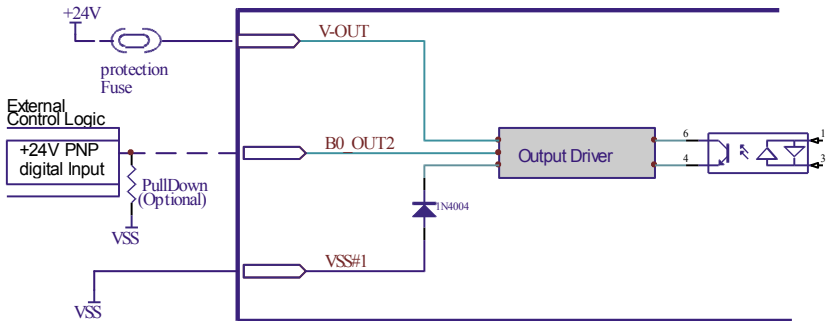 +24V
V-OUT
protection
Fuse
External
Control Logic
+24V PNP
digital Input
B0_OUT2
Output Driver
6
4
1
3
PullDown
(Optional)
VSS
1N4004
VSS#1
VSS